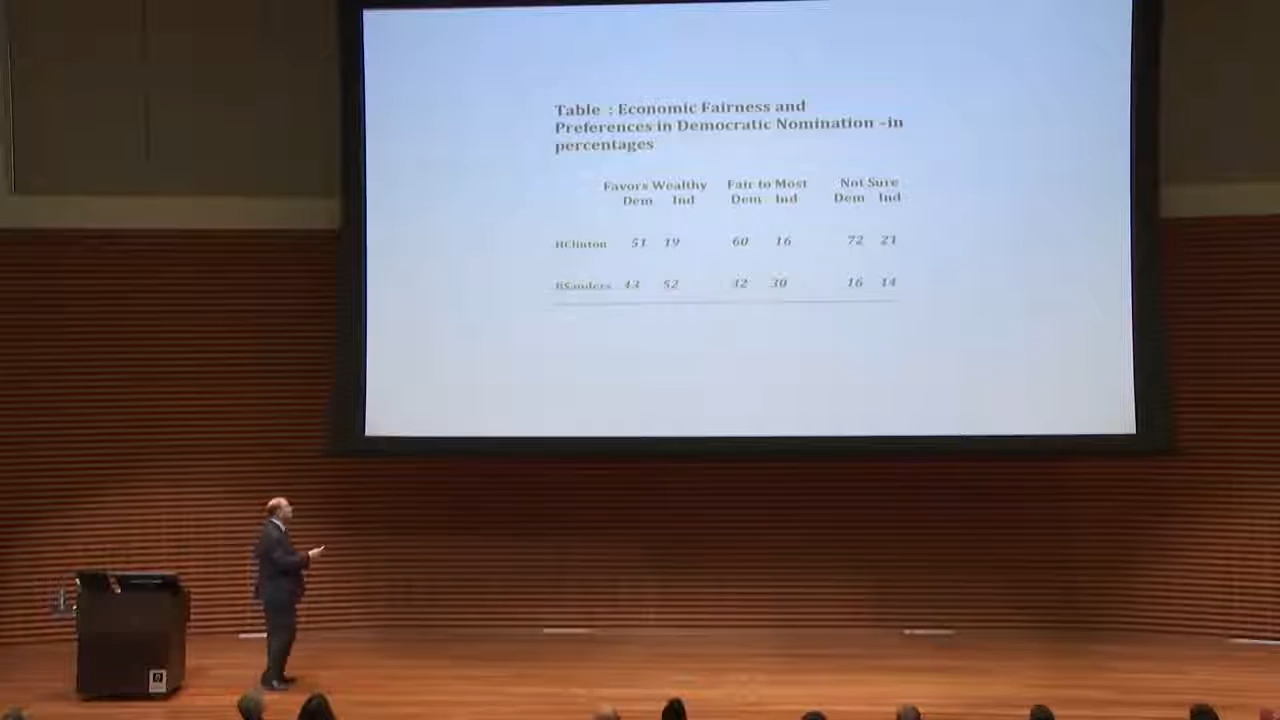 Table : Economic Fairness and
Preferences in Democratic Nomination –in
percentages
Favors Wealthy Fair to Most Not Sure
Dem Ind Dem Ind Dem Ind
HClinton 51 19 60 16 72 21
BSanders 43 52 32 30 16 14